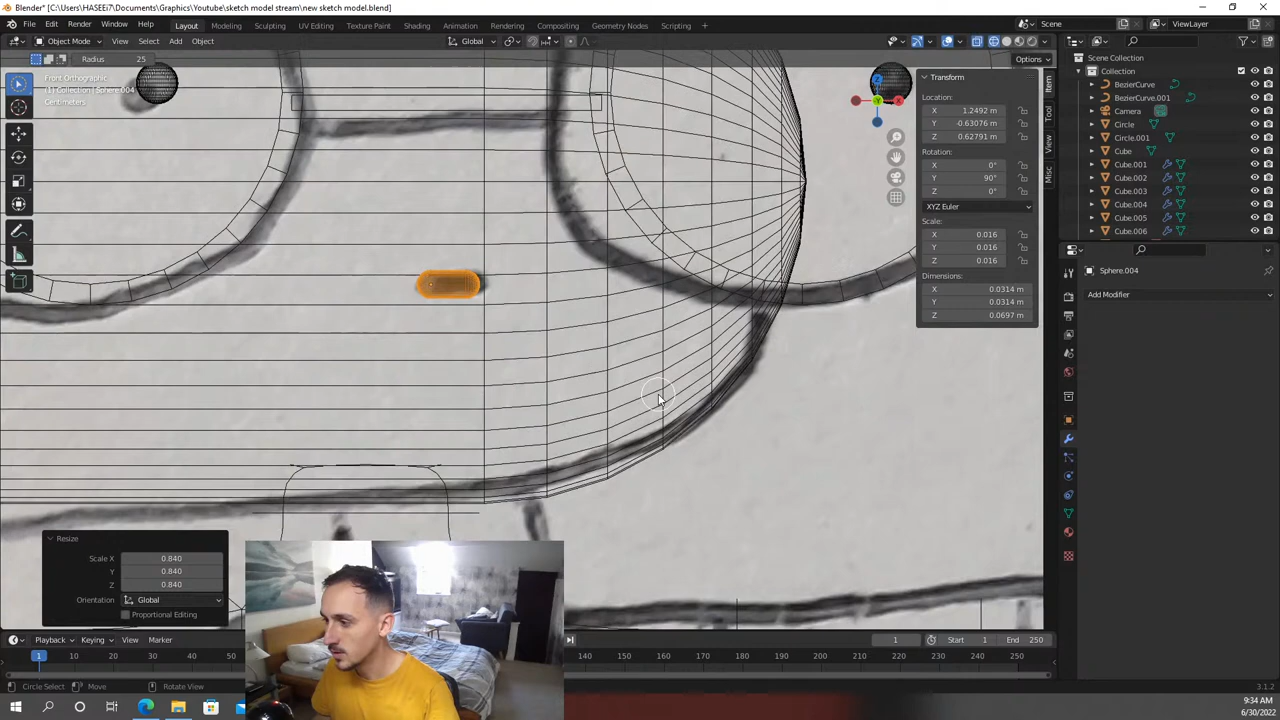 Blender* [C:\Users\HASEEi7\Documents\Graphics\Youtube\sketch model stream\new sketch model.blend]
File Edit Render Window Help Layout Modeling Sculpting UV Editing Texture Paint Shading Animation Rendering Compositing Geometry Nodes Scripting + Scene ViewLayer
Object Mode View Select Add Object Global
Radius 25 Options
Front Orthographic
(1) Collection | Sphere.004
Centimeters
Transform
Location:
X 1.2492 m
Y -0.63076 m
Z 0.62791 m
Rotation:
X 0°
Y 90°
Z 0°
XYZ Euler
Scale:
X 0.016
Y 0.016
Z 0.016
Dimensions:
X 0.0314 m
Y 0.0314 m
Z 0.0697 m
Item
Tool
View
Misc
Scene Collection
Collection
BezierCurve
BezierCurve.001
Camera
Circle
Circle.001
Cube
Cube.001
Cube.002
Cube.003
Cube.004
Cube.005
Cube.006
Sphere.004
Add Modifier
Resize
Scale X 0.840
Y 0.840
Z 0.840
Orientation Global
Proportional Editing
Playback Keying View Marker 1 Start 1 End 250
1 10 20 30 40 50 140 150 160 170 180 190 200 210 220 230 240 250
Circle Select Move Rotate View 3.1.2
9:34 AM
6/30/2022